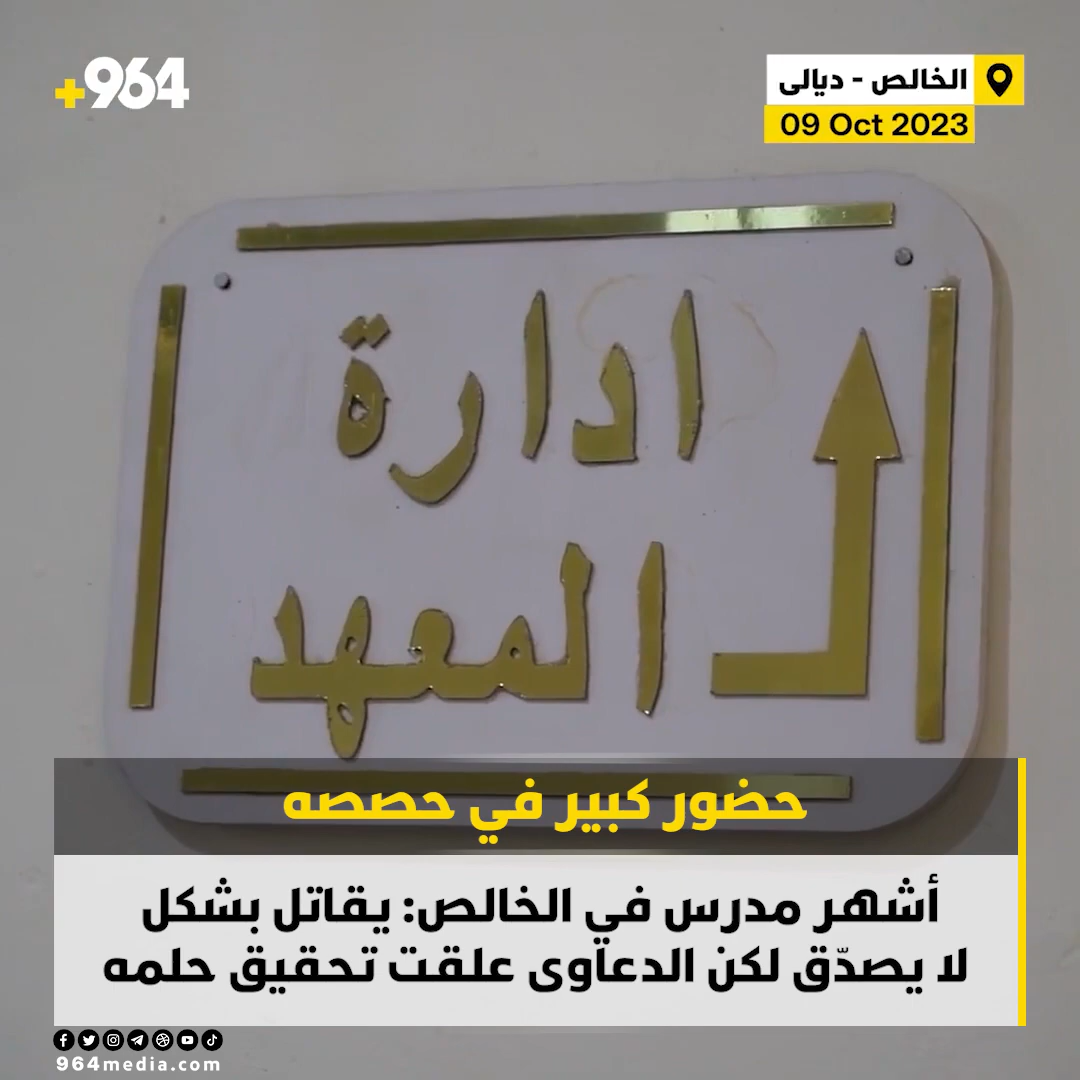 +964
الخالص - ديالى
09 Oct 2023
ادارة
المعهد
حضور كبير في حصصه
أشهر مدرس في الخالص: يقاتل بشكل
لا يصدّق لكن الدعاوى علقت تحقيق حلمه
964media.com